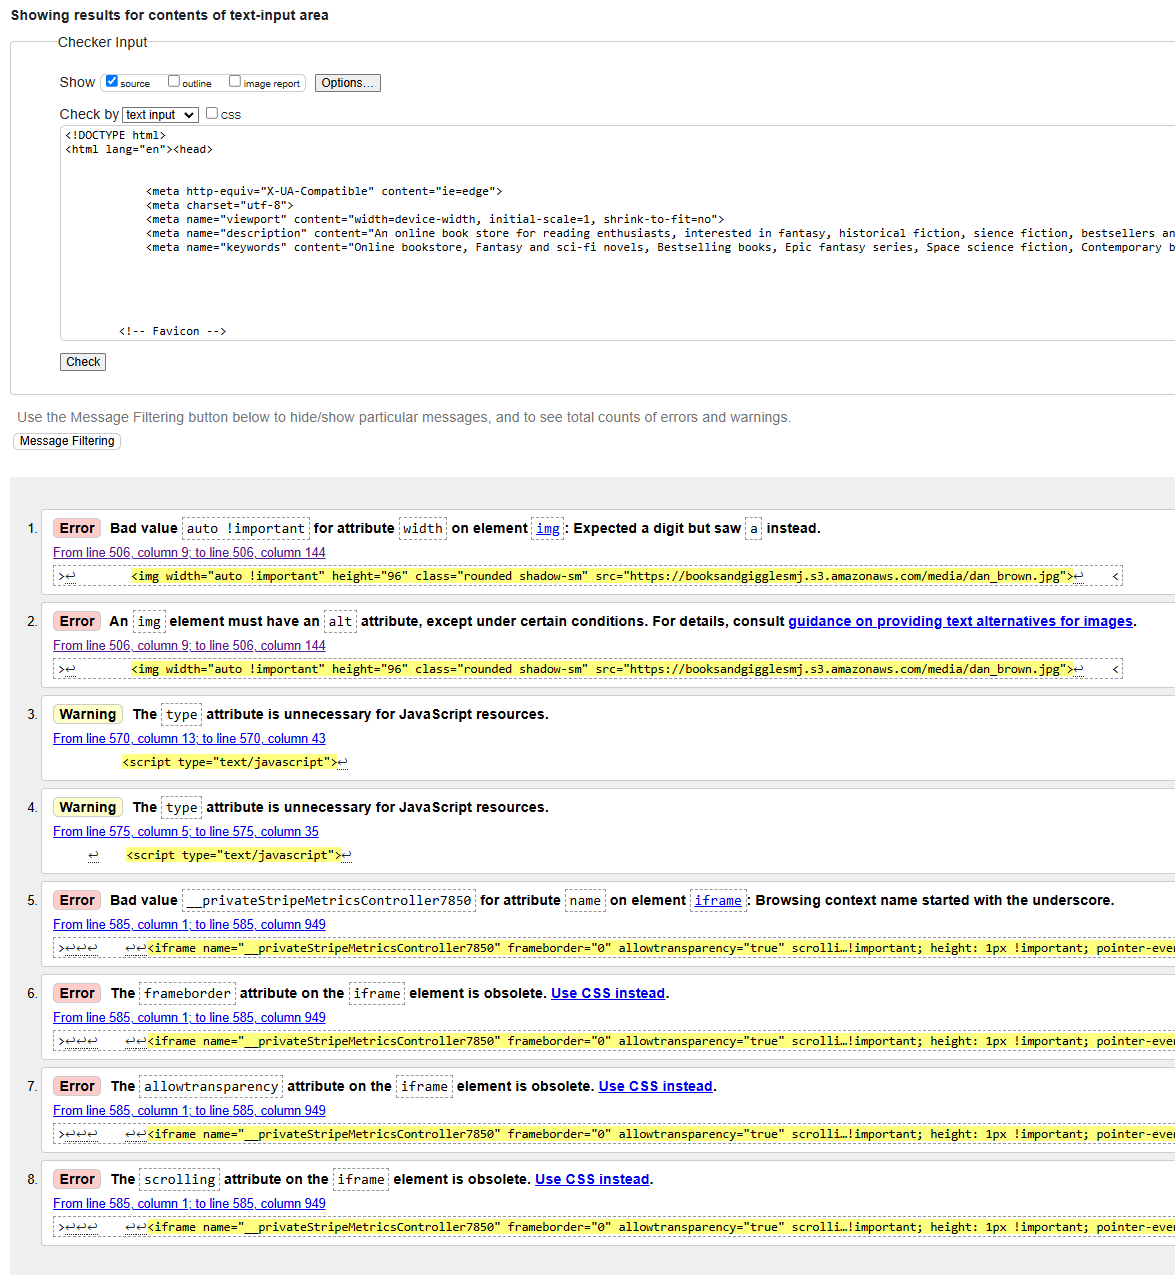 Showing results for contents of text-input area
Checker Input
Show source outline image report Options...
Check by text input css
<!DOCTYPE html>
<html lang="en"><head>
<meta http-equiv="X-UA-Compatible" content="ie=edge">
<meta charset="utf-8">
<meta name="viewport" content="width=device-width, initial-scale=1, shrink-to-fit=no">
<meta name="description" content="An online book store for reading enthusiasts, interested in fantasy, historical fiction, sience fiction, bestsellers an
<meta name="keywords" content="Online bookstore, Fantasy and sci-fi novels, Bestselling books, Epic fantasy series, Space science fiction, Contemporary b
<!-- Favicon -->
Check
Use the Message Filtering button below to hide/show particular messages, and to see total counts of errors and warnings.
Message Filtering
1. Error Bad value auto !important for attribute width on element img: Expected a digit but saw a instead.
From line 506, column 9; to line 506, column 144
>↩ <img width="auto !important" height="96" class="rounded shadow-sm" src="https://booksandgigglesmj.s3.amazonaws.com/media/dan_brown.jpg">↩ <
2. Error An img element must have an alt attribute, except under certain conditions. For details, consult guidance on providing text alternatives for images.
From line 506, column 9; to line 506, column 144
>↩ <img width="auto !important" height="96" class="rounded shadow-sm" src="https://booksandgigglesmj.s3.amazonaws.com/media/dan_brown.jpg">↩ <
3. Warning The type attribute is unnecessary for JavaScript resources.
From line 570, column 13; to line 570, column 43
<script type="text/javascript">↩
4. Warning The type attribute is unnecessary for JavaScript resources.
From line 575, column 5; to line 575, column 35
↩ <script type="text/javascript">↩
5. Error Bad value __privateStripeMetricsController7850 for attribute name on element iframe: Browsing context name started with the underscore.
From line 585, column 1; to line 585, column 949
>↩↩↩ ↩↩<iframe name="__privateStripeMetricsController7850" frameborder="0" allowtransparency="true" scrolli…!important; height: 1px !important; pointer-eve
6. Error The frameborder attribute on the iframe element is obsolete. Use CSS instead.
From line 585, column 1; to line 585, column 949
>↩↩↩ ↩↩<iframe name="__privateStripeMetricsController7850" frameborder="0" allowtransparency="true" scrolli…!important; height: 1px !important; pointer-eve
7. Error The allowtransparency attribute on the iframe element is obsolete. Use CSS instead.
From line 585, column 1; to line 585, column 949
>↩↩↩ ↩↩<iframe name="__privateStripeMetricsController7850" frameborder="0" allowtransparency="true" scrolli…!important; height: 1px !important; pointer-eve
8. Error The scrolling attribute on the iframe element is obsolete. Use CSS instead.
From line 585, column 1; to line 585, column 949
>↩↩↩ ↩↩<iframe name="__privateStripeMetricsController7850" frameborder="0" allowtransparency="true" scrolli…!important; height: 1px !important; pointer-eve